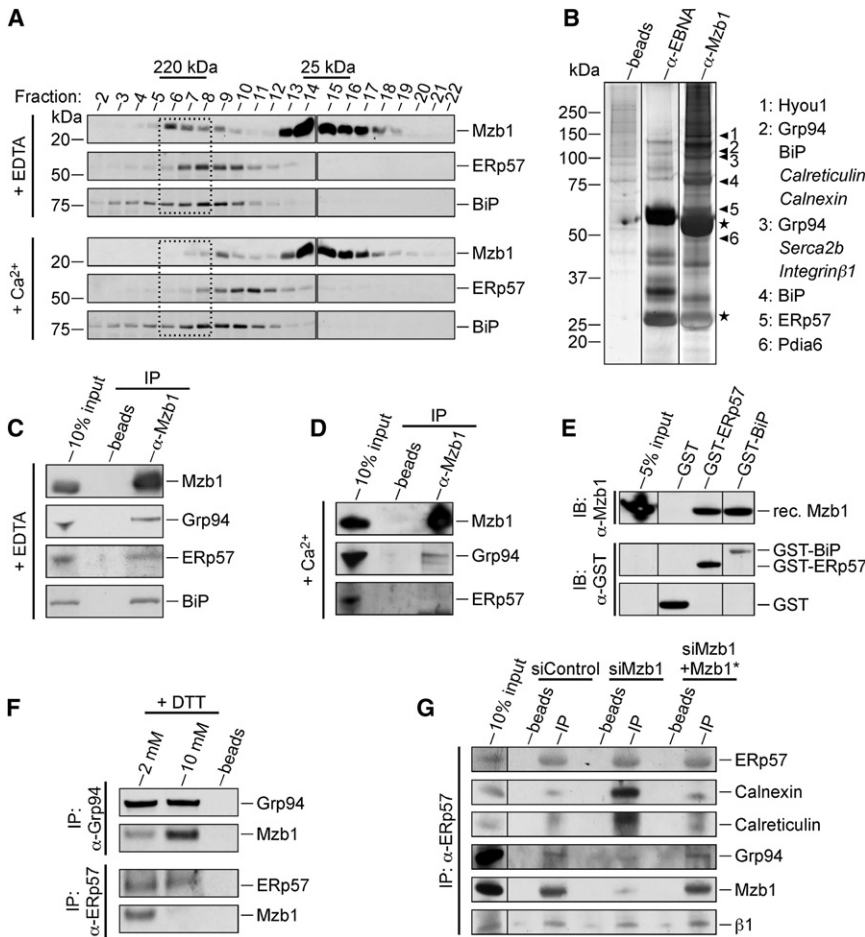 A
220 kDa
25 kDa
Fraction: 2 3 4 5 6 7 8 9 10 11 12 13 14 15 16 17 18 19 20 21 22
+ EDTA
kDa
20
Mzb1
50
ERp57
75
BiP
+ Ca2+
20
Mzb1
50
ERp57
75
BiP
B
beads
α-EBNA
α-Mzb1
kDa
250
150
100
75
50
37
25
20
1
2
3
4
5
★
6
★
1: Hyou1
2: Grp94
BiP
Calreticulin
Calnexin
3: Grp94
Serca2b
Integrinβ1
4: BiP
5: ERp57
6: Pdia6
C
IP
10% input
beads
α-Mzb1
+ EDTA
Mzb1
Grp94
ERp57
BiP
D
IP
10% input
beads
α-Mzb1
+ Ca2+
Mzb1
Grp94
ERp57
E
5% input
GST
GST-ERp57
GST-BiP
IB:
α-Mzb1
rec. Mzb1
IB:
α-GST
GST-BiP
GST-ERp57
GST
F
+ DTT
2 mM
10 mM
beads
IP:
α-Grp94
Grp94
Mzb1
IP:
α-ERp57
ERp57
Mzb1
G
siControl
siMzb1
siMzb1
+Mzb1*
10% input
beads
IP
beads
IP
beads
IP
IP: α-ERp57
ERp57
Calnexin
Calreticulin
Grp94
Mzb1
β1